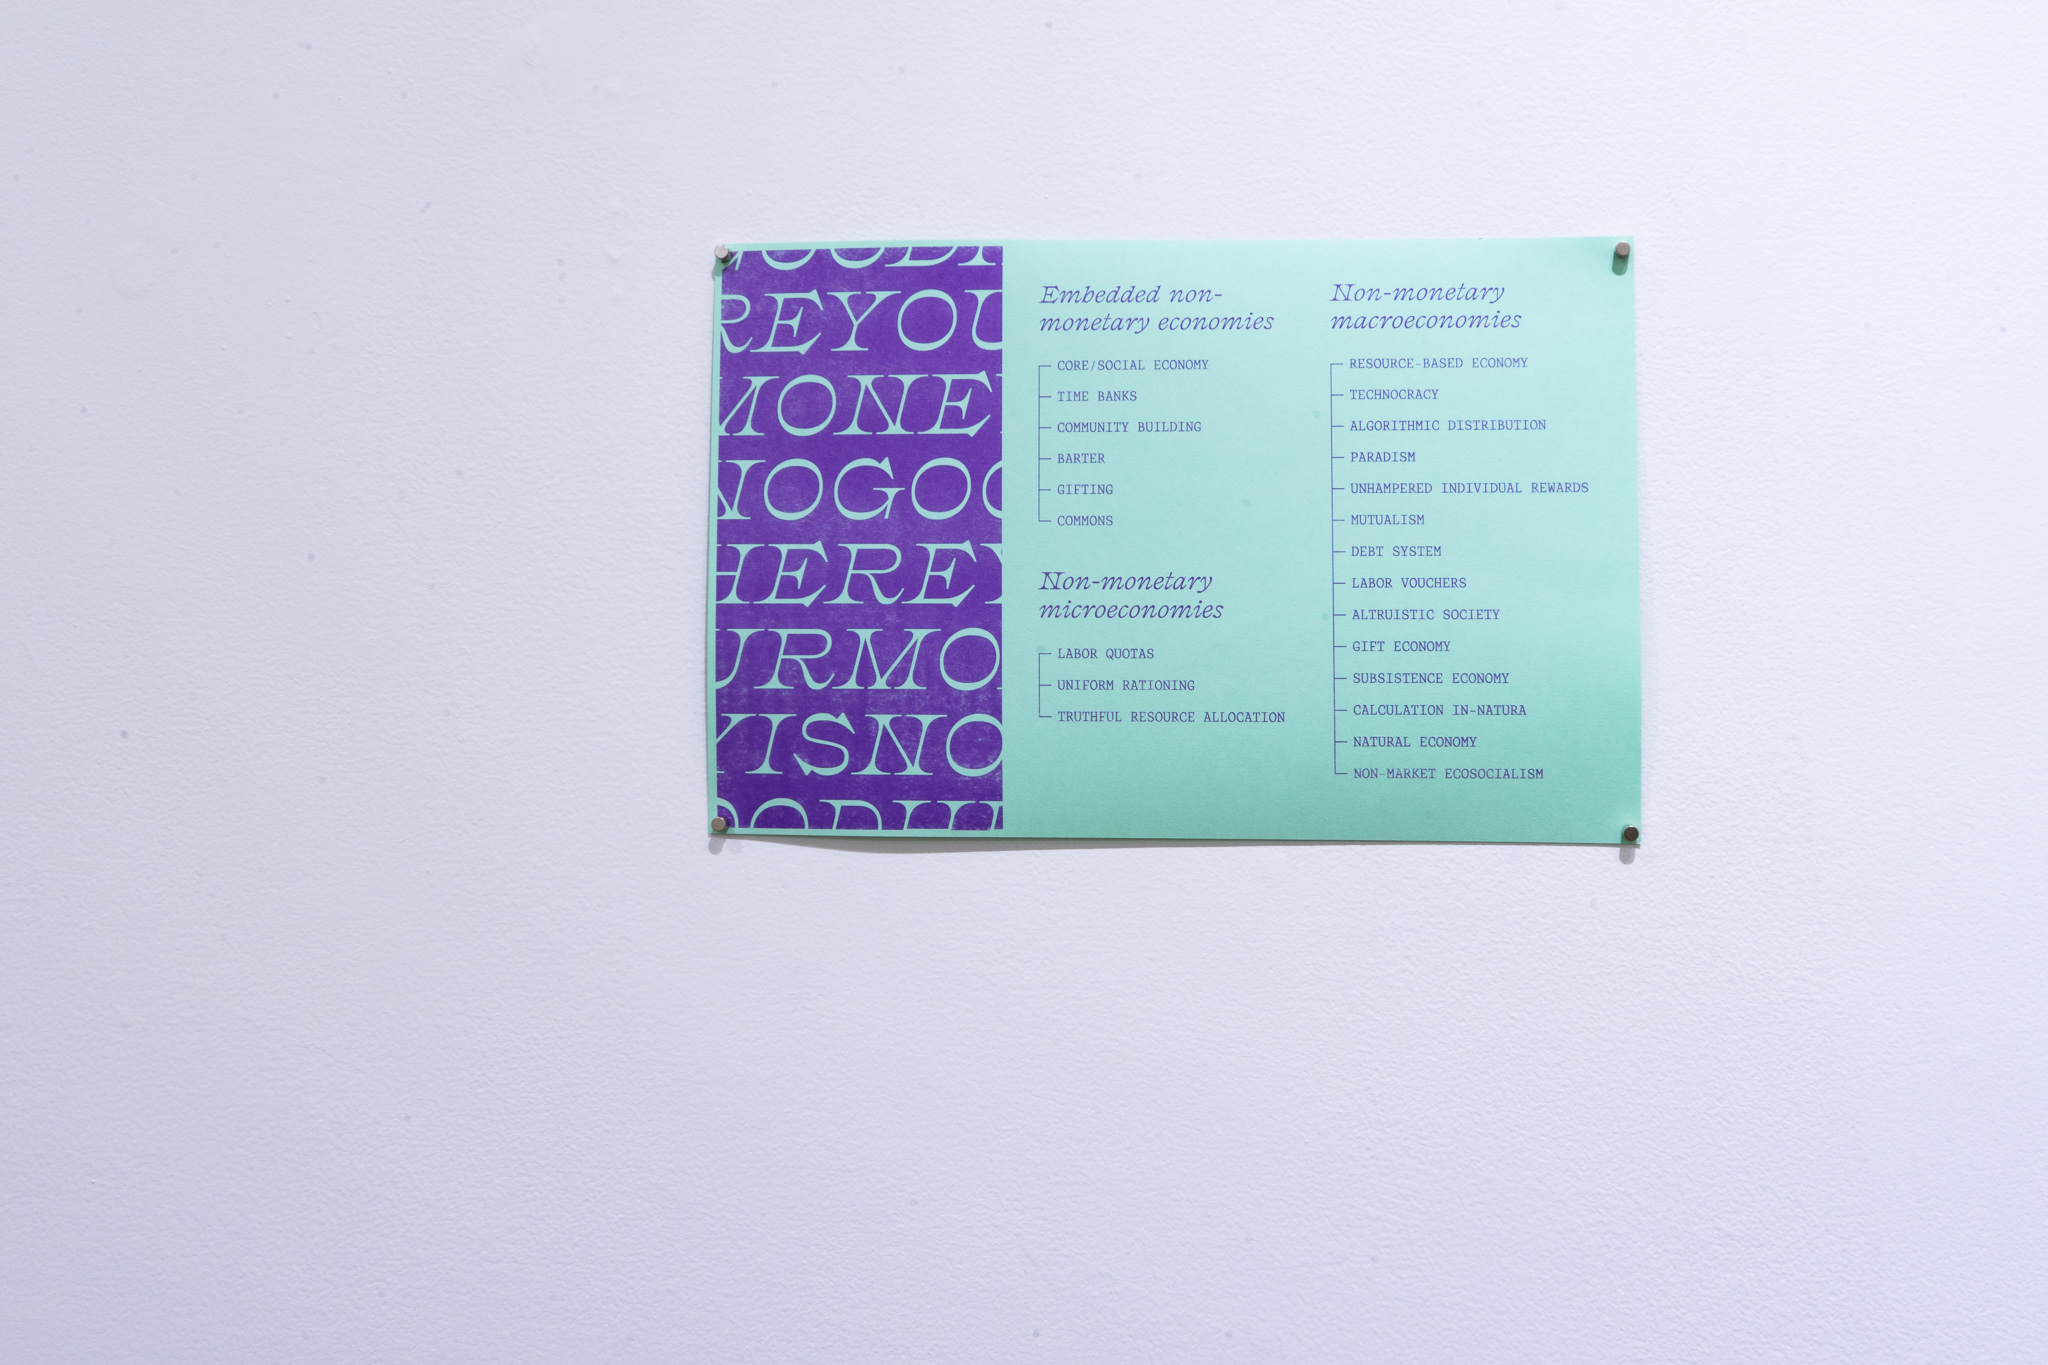 REYOU
MONE
NOGOO
HEREY
URMO
YISNO
Embedded non-
monetary economies
CORE/SOCIAL ECONOMY
TIME BANKS
COMMUNITY BUILDING
BARTER
GIFTING
COMMONS
Non-monetary
microeconomies
LABOR QUOTAS
UNIFORM RATIONING
TRUTHFUL RESOURCE ALLOCATION
Non-monetary
macroeconomies
RESOURCE-BASED ECONOMY
TECHNOCRACY
ALGORITHMIC DISTRIBUTION
PARADISM
UNHAMPERED INDIVIDUAL REWARDS
MUTUALISM
DEBT SYSTEM
LABOR VOUCHERS
ALTRUISTIC SOCIETY
GIFT ECONOMY
SUBSISTENCE ECONOMY
CALCULATION IN-NATURA
NATURAL ECONOMY
NON-MARKET ECOSOCIALISM